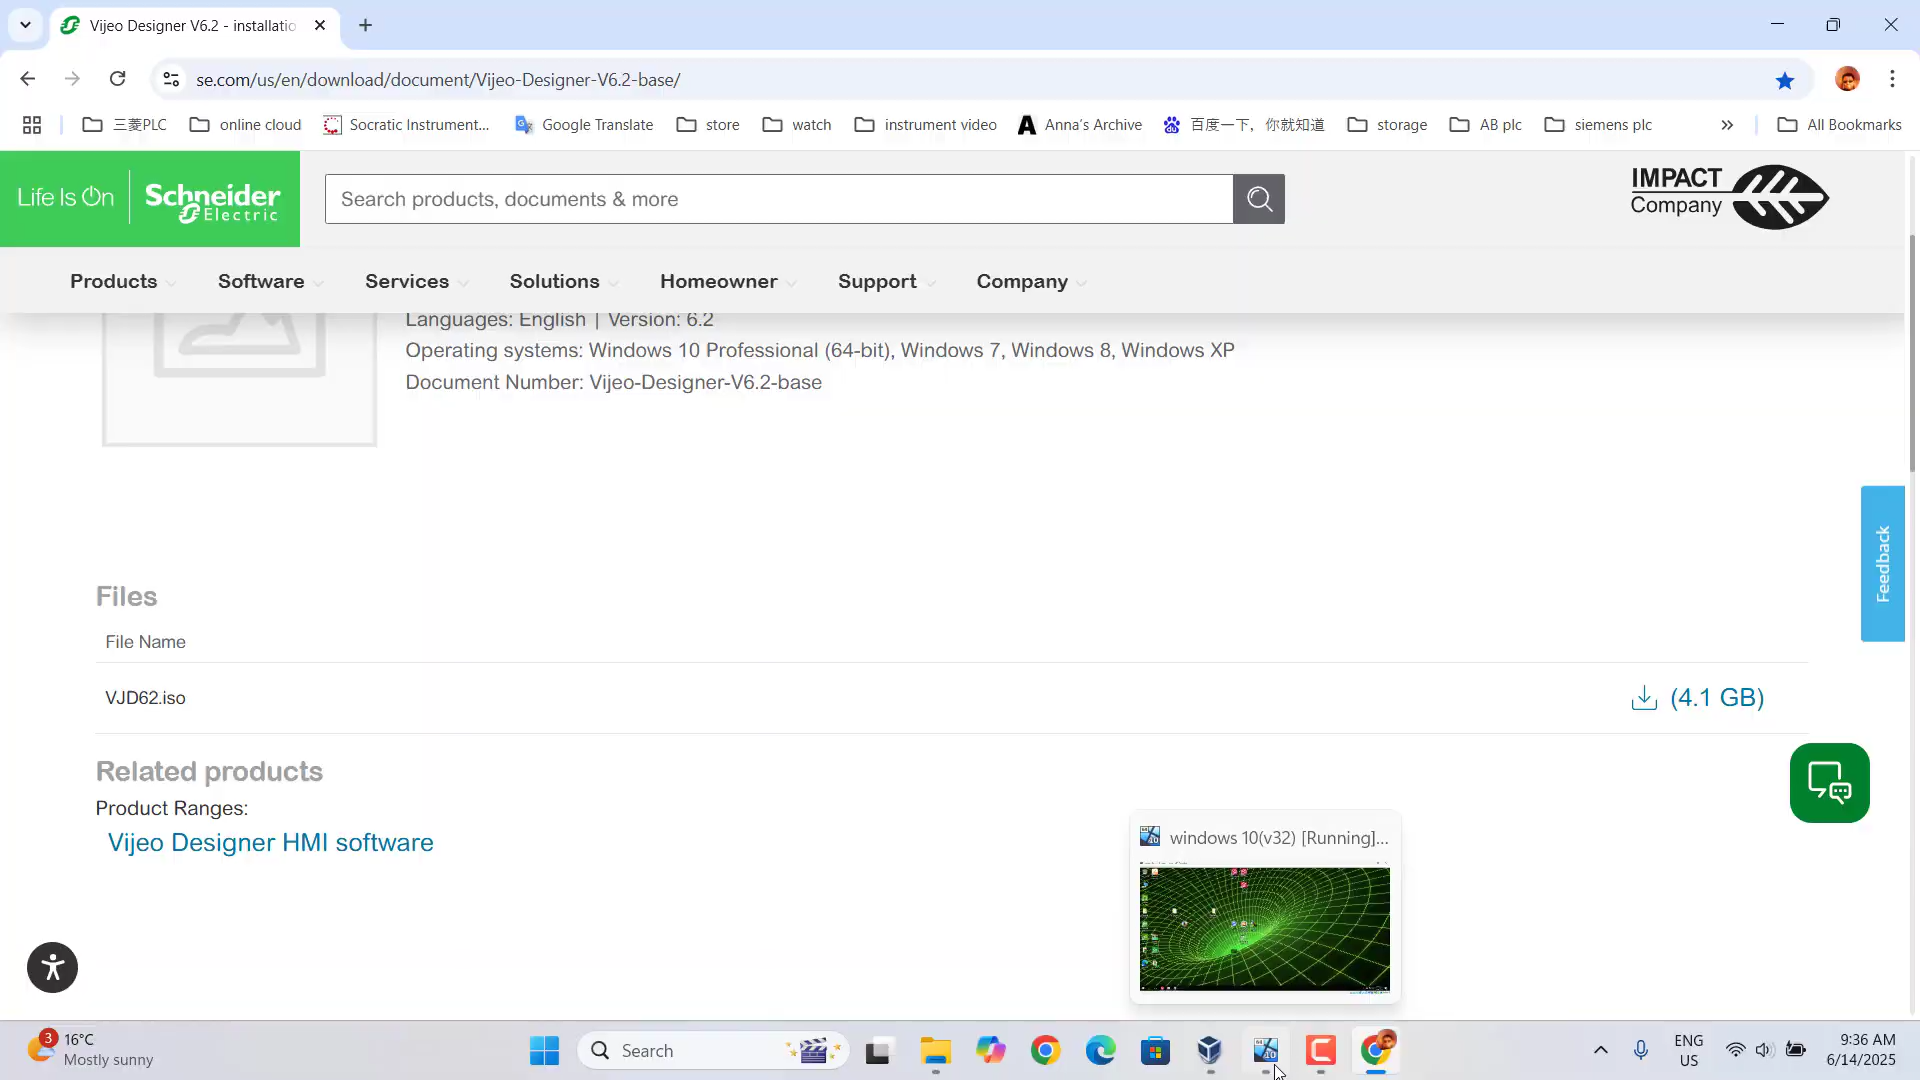 Vijeo Designer V6.2 - installatio
se.com/us/en/download/document/Vijeo-Designer-V6.2-base/
三菱PLC
online cloud
Socratic Instrument...
Google Translate
store
watch
instrument video
Anna's Archive
百度一下，你就知道
storage
AB plc
siemens plc
All Bookmarks
Life Is On
Schneider
Electric
Search products, documents & more
IMPACT
Company
Products
Software
Services
Solutions
Homeowner
Support
Company
Languages: English | Version: 6.2
Operating systems: Windows 10 Professional (64-bit), Windows 7, Windows 8, Windows XP
Document Number: Vijeo-Designer-V6.2-base
Feedback
Files
File Name
VJD62.iso
(4.1 GB)
Related products
Product Ranges:
Vijeo Designer HMI software
windows 10(v32) [Running]...
3
16°C
Mostly sunny
Search
64
10
ENG
US
9:36 AM
6/14/2025